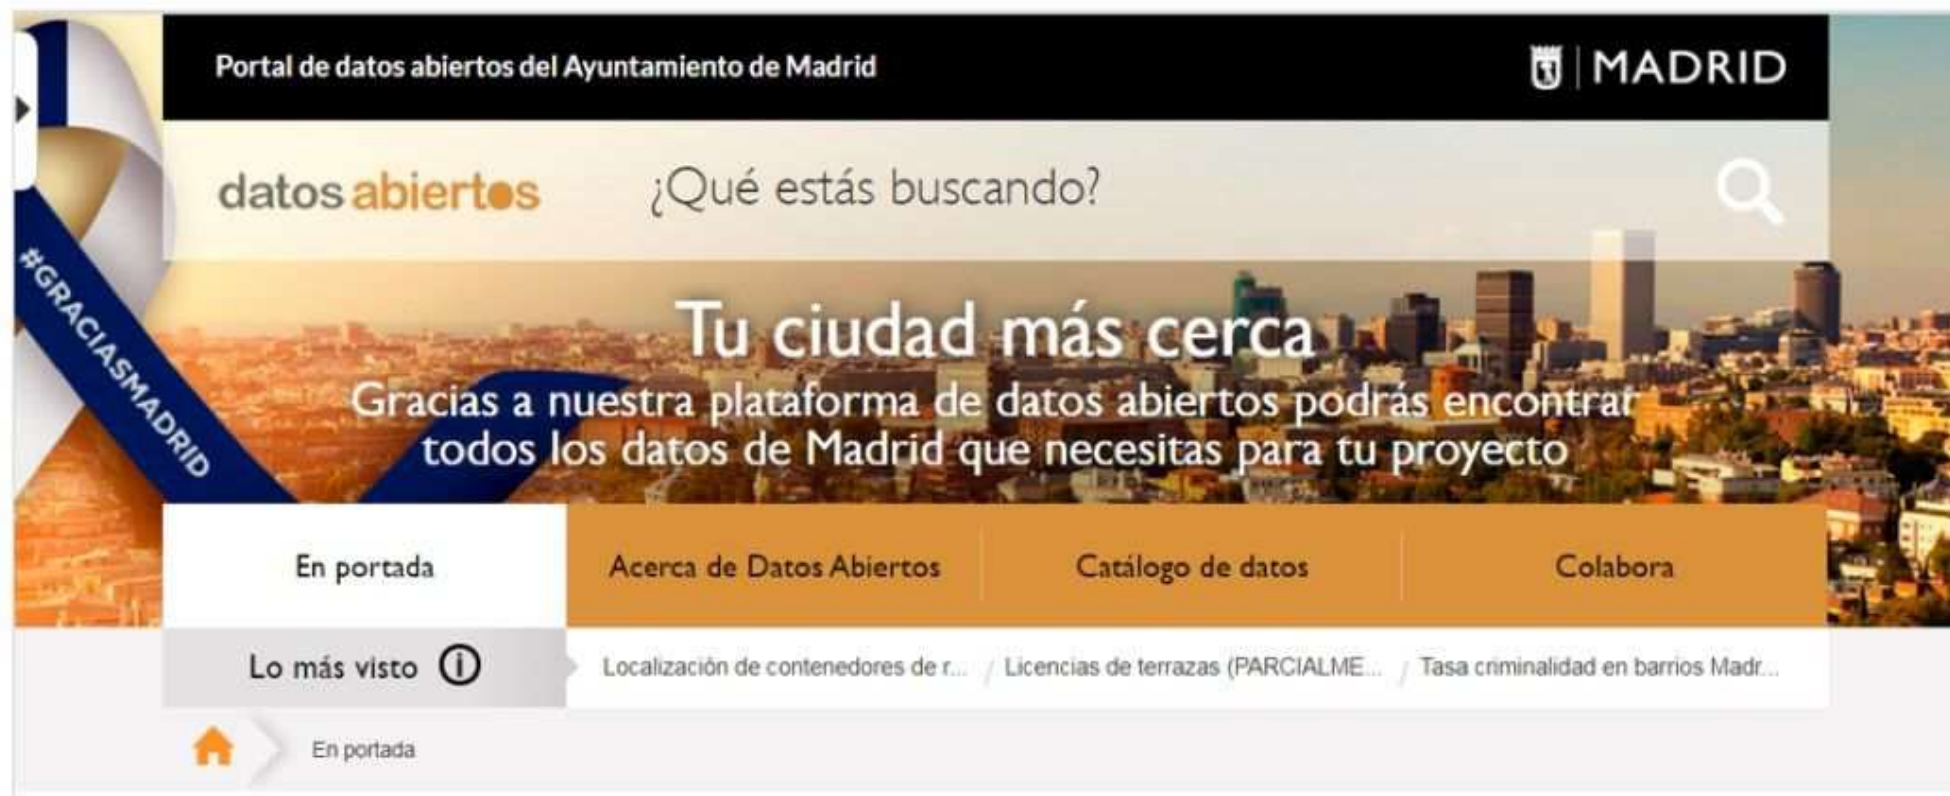 Portal de datos abiertos del Ayuntamiento de Madrid
MADRID
datos abiertos
¿Qué estás buscando?
#GRACIASMADRID
Tu ciudad más cerca
Gracias a nuestra plataforma de datos abiertos podrás encontrar
todos los datos de Madrid que necesitas para tu proyecto
En portada
Acerca de Datos Abiertos
Catálogo de datos
Colabora
Lo más visto
Localización de contenedores de r... / Licencias de terrazas (PARCIALME... / Tasa criminalidad en barrios Madr...
En portada